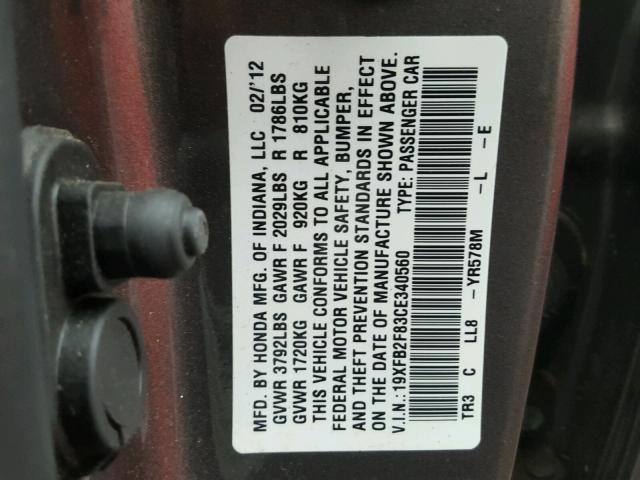 MFD. BY HONDA MFG. OF INDIANA, LLC 02/'12
GVWR 3792LBS GAWR F 2029LBS R 1786LBS
GVWR 1720KG GAWR F 920KG R 810KG
THIS VEHICLE CONFORMS TO ALL APPLICABLE
FEDERAL MOTOR VEHICLE SAFETY, BUMPER,
AND THEFT PREVENTION STANDARDS IN EFFECT
ON THE DATE OF MANUFACTURE SHOWN ABOVE.
V.I.N.:19XFB2F83CE340560 TYPE: PASSENGER CAR
TR3 C LL8 -YR578M -L -E